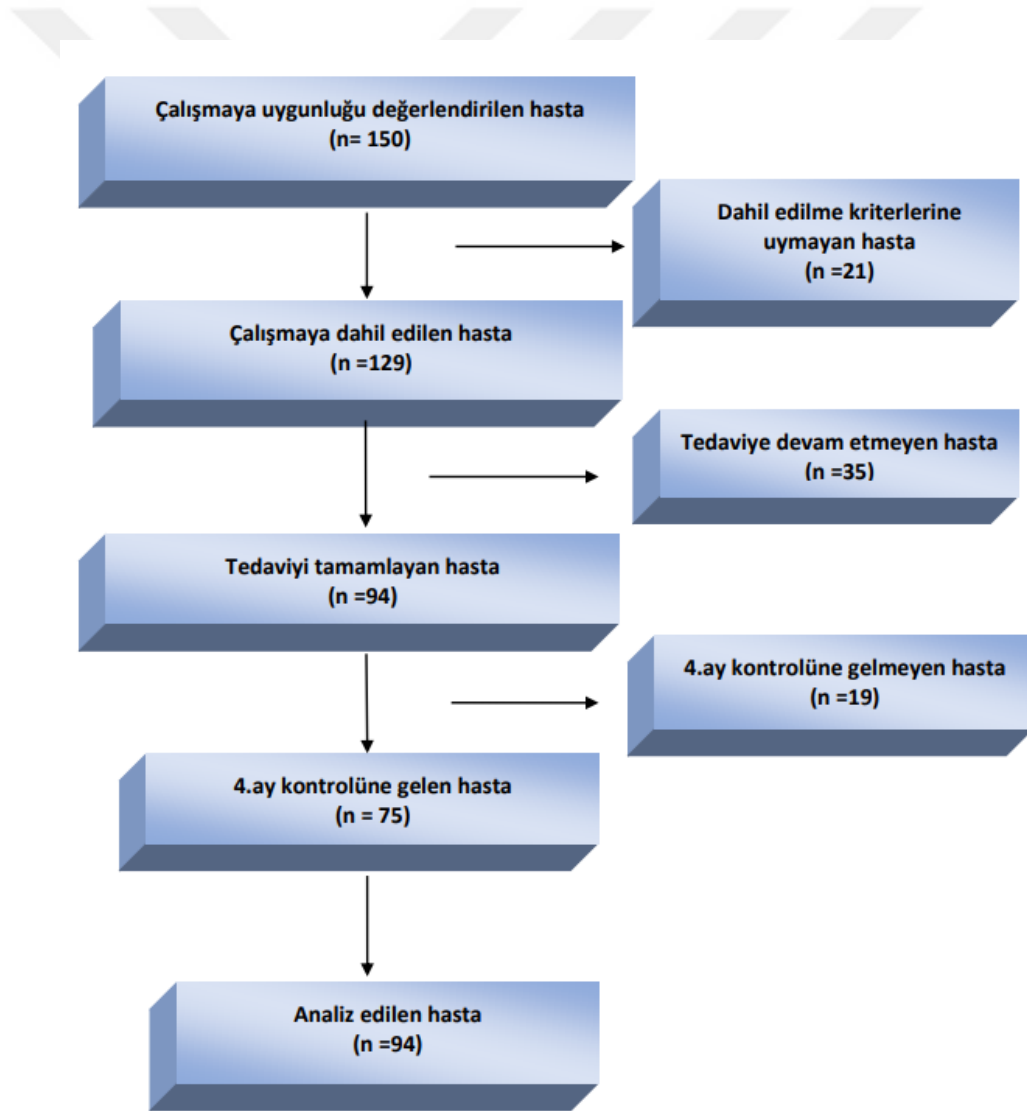 Çalışmaya uygunluğu değerlendirilen hasta
(n= 150)
Dahil edilme kriterlerine
uymayan hasta
(n =21)
Çalışmaya dahil edilen hasta
(n =129)
Tedaviye devam etmeyen hasta
(n =35)
Tedaviyi tamamlayan hasta
(n =94)
4.ay kontrolüne gelmeyen hasta
(n =19)
4.ay kontrolüne gelen hasta
(n = 75)
Analiz edilen hasta
(n =94)